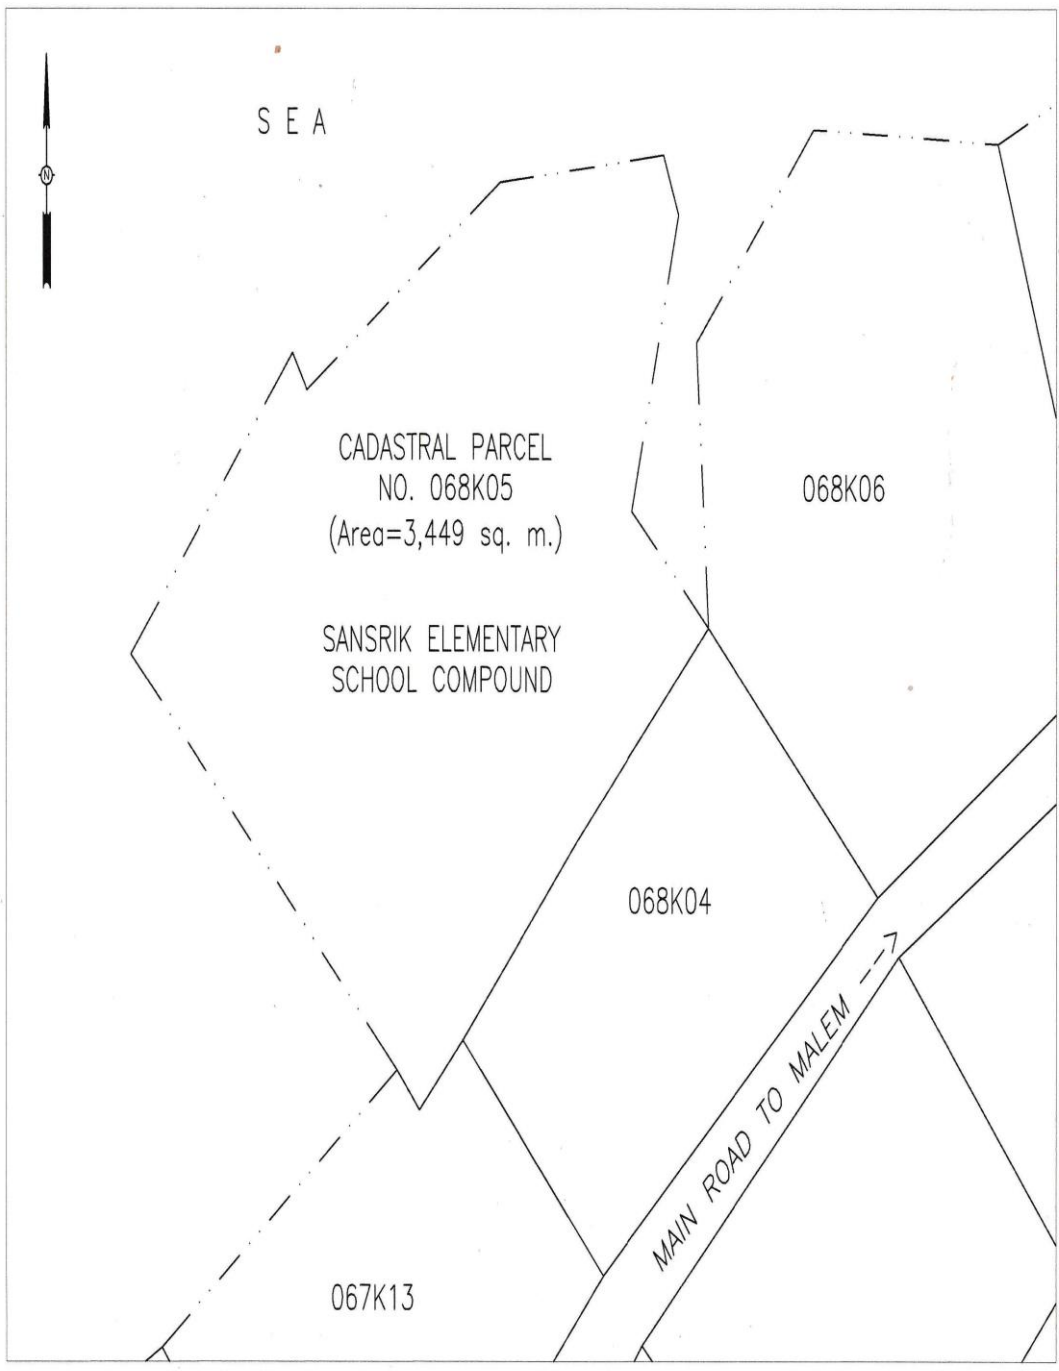 SEA
N
CADASTRAL PARCEL
NO. 068K05
(Area=3,449 sq. m.)
SANSRIK ELEMENTARY
SCHOOL COMPOUND
068K06
068K04
MAIN ROAD TO MALEM
067K13